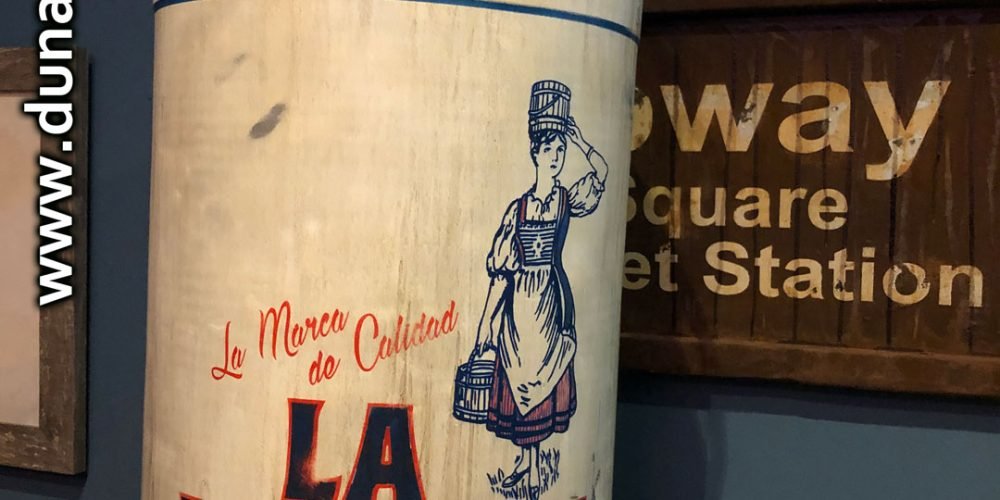 www.duna
La Marca
de Calidad
LA
way
Square
et Station